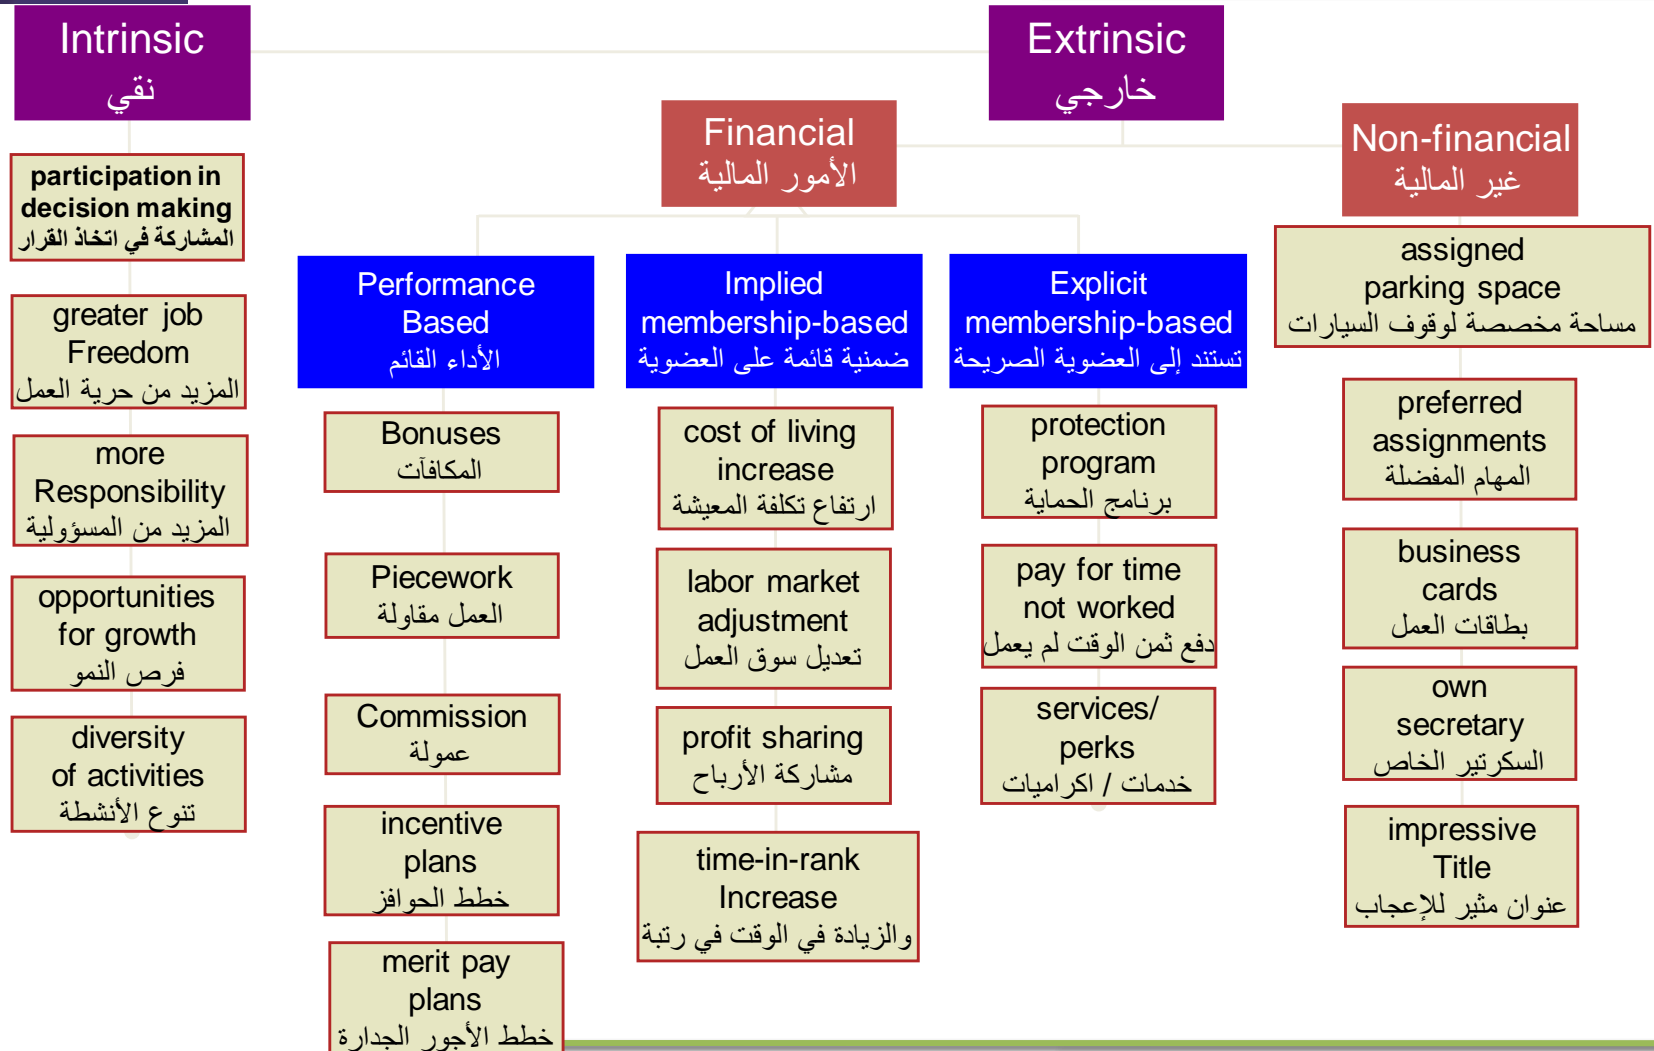 Intrinsic
نقي
participation in
decision making
المشاركة في اتخاذ القرار
greater job
Freedom
المزيد من حرية العمل
more
Responsibility
المزيد من المسؤولية
opportunities
for growth
فرص النمو
diversity
of activities
تنوع الأنشطة
Extrinsic
خارجي
Financial
الأمور المالية
Performance
Based
الأداء القائم
Bonuses
المكافآت
Piecework
العمل مقاولة
Commission
عمولة
incentive
plans
خطط الحوافز
merit pay
plans
خطط الأجور الجدارة
Implied
membership-based
ضمنية قائمة على العضوية
cost of living
increase
ارتفاع تكلفة المعيشة
labor market
adjustment
تعديل سوق العمل
profit sharing
مشاركة الأرباح
time-in-rank
Increase
والزيادة في الوقت في رتبة
Explicit
membership-based
تستند إلى العضوية الصريحة
protection
program
برنامج الحماية
pay for time
not worked
دفع ثمن الوقت لم يعمل
services/
perks
خدمات / اكراميات
Non-financial
غير المالية
assigned
parking space
مساحة مخصصة لوقوف السيارات
preferred
assignments
المهام المفضلة
business
cards
بطاقات العمل
own
secretary
السكرتير الخاص
impressive
Title
عنوان مثير للإعجاب